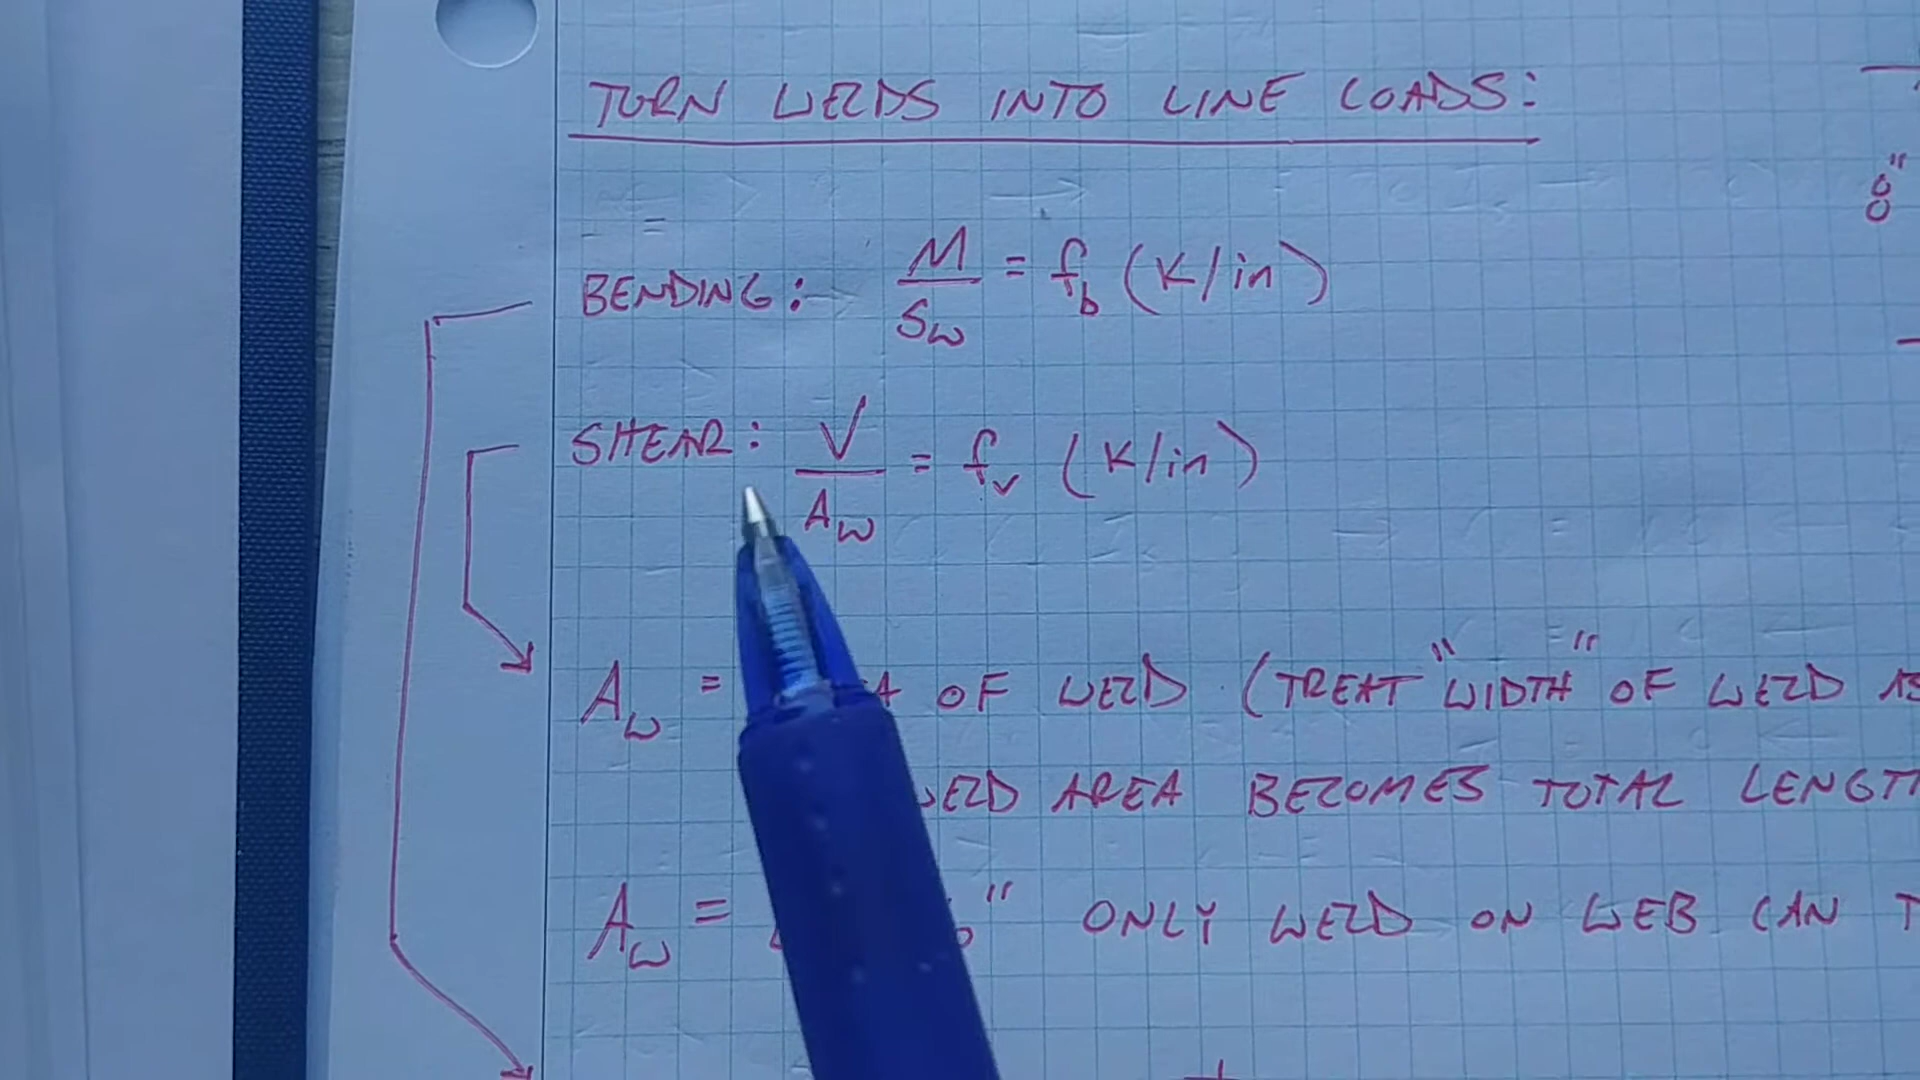 TURN WELDS INTO LINE LOADS:
8"
BENDING: M/Sw = fb (K/in)
SHEAR: V/Aw = fv (K/in)
Aw = OF WELD (TREAT "WIDTH" OF WELD AS
WELD AREA BECOMES TOTAL LENGTH
Aw = " ONLY WELD ON WEB CAN